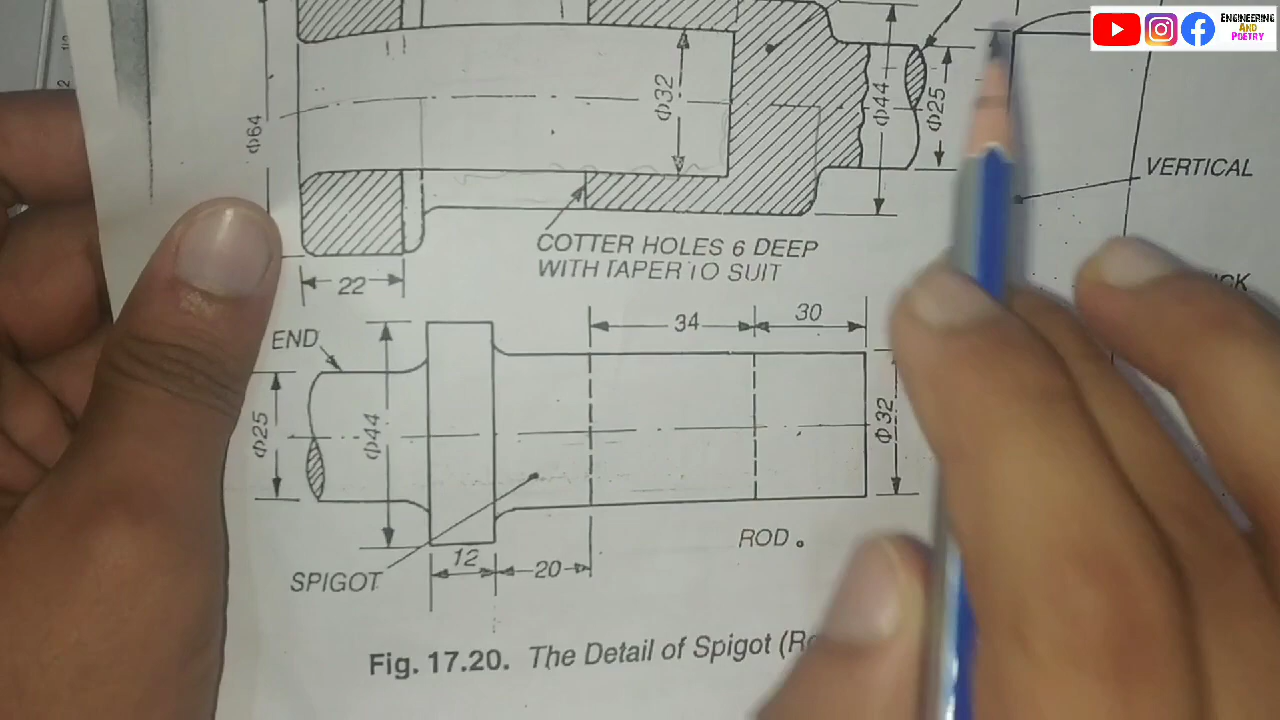 ENGINEERING
AND
POETRY
Φ64
Φ32
Φ44
Φ25
VERTICAL
COTTER HOLES 6 DEEP
WITH TAPER TO SUIT
22
END
34
30
Φ25
Φ44
Φ32
ROD.
12
20
SPIGOT
Fig. 17.20. The Detail of Spigot